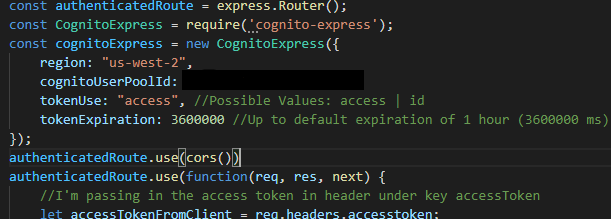 const authenticatedRoute = express.Router();
const CognitoExpress = require('cognito-express');
const cognitoExpress = new CognitoExpress({
region: "us-west-2",
cognitoUserPoolId:
tokenUse: "access", //Possible Values: access | id
tokenExpiration: 3600000 //Up to default expiration of 1 hour (3600000 ms)
});
authenticatedRoute.use(cors())
authenticatedRoute.use(function(req, res, next) {
//I'm passing in the access token in header under key accessToken
let accessTokenFromClient = req.headers.accesstoken;